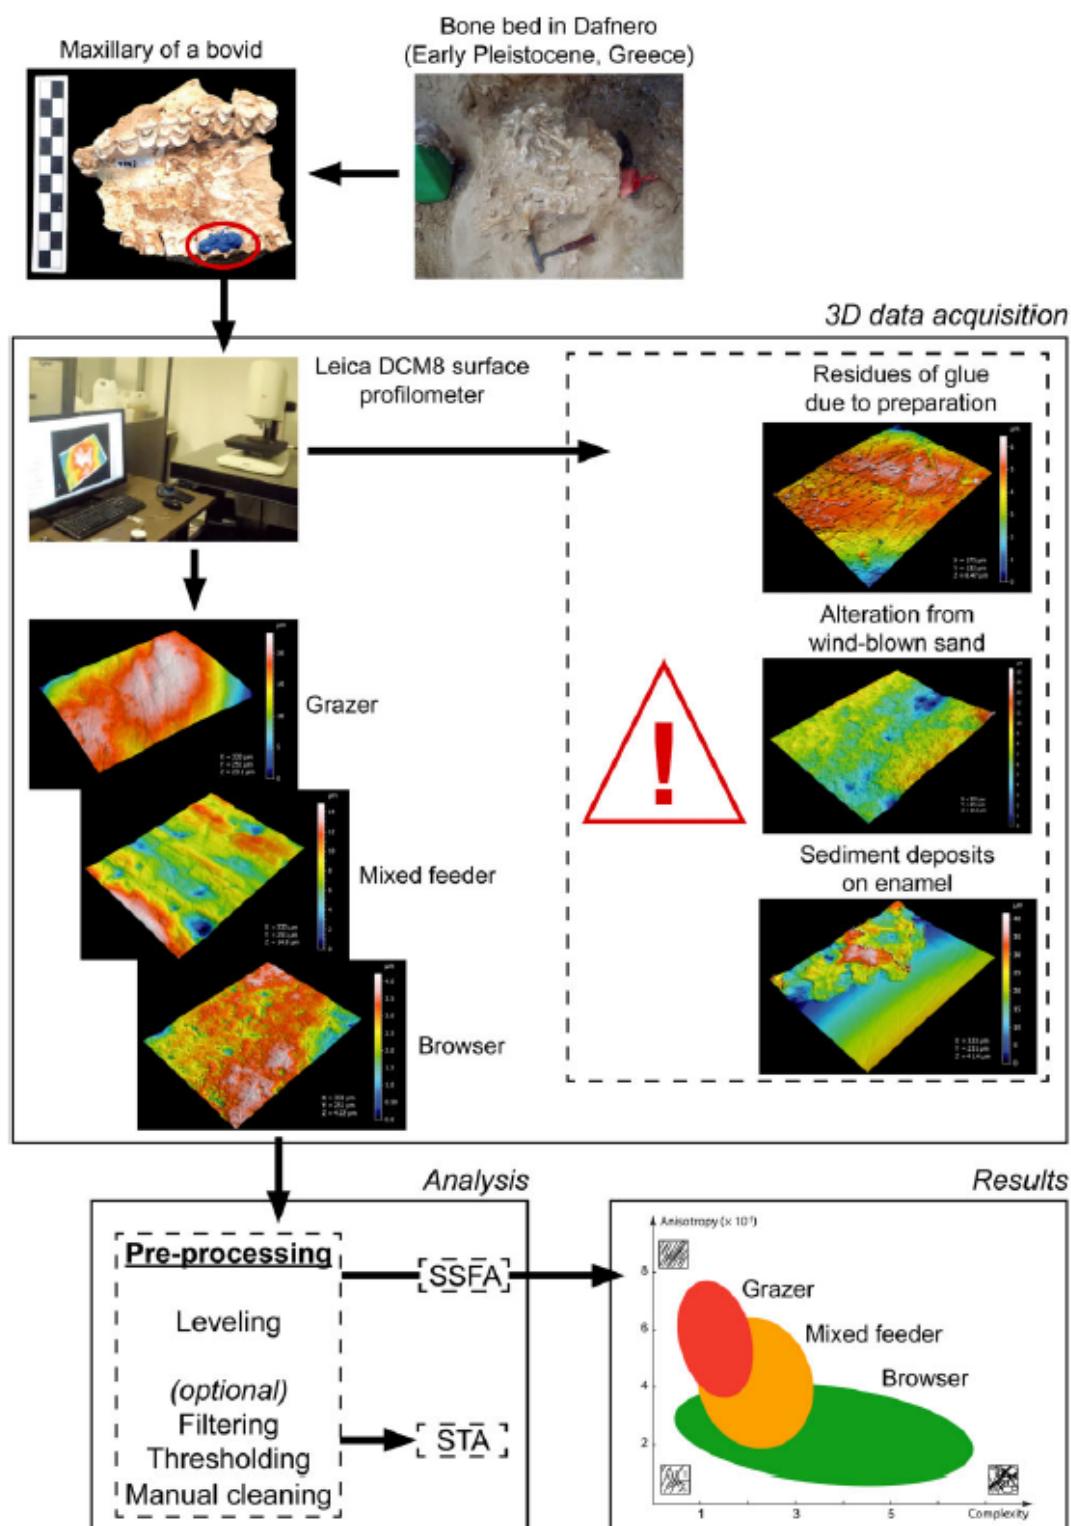 Bone bed in Dafnero
(Early Pleistocene, Greece)
Maxillary of a bovid
3D data acquisition
Leica DCM8 surface
profilometer
Residues of glue
due to preparation
Alteration from
wind-blown sand
Sediment deposits
on enamel
Grazer
Mixed feeder
Browser
Analysis
Pre-processing
Leveling
(optional)
Filtering
Thresholding
Manual cleaning
SSFA
STA
Results
Anisotropy (× 10³)
8
6
4
2
Grazer
Mixed feeder
Browser
1
3
5
Complexity